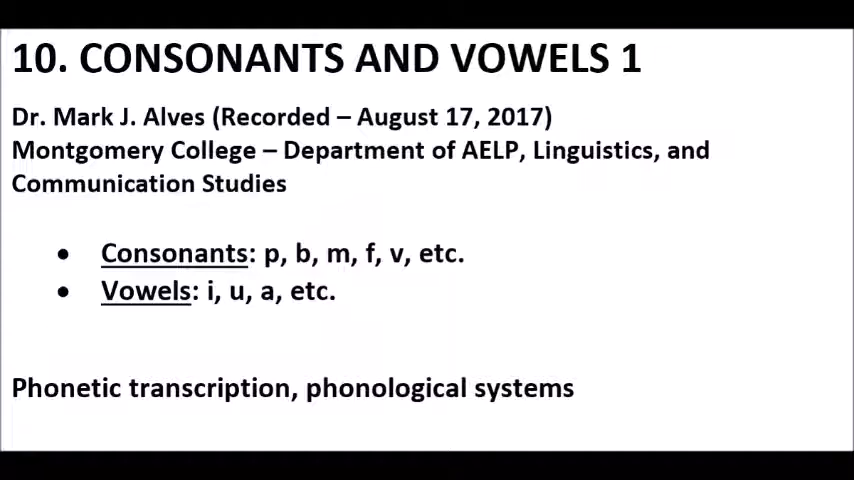 10. CONSONANTS AND VOWELS 1
Dr. Mark J. Alves (Recorded – August 17, 2017)
Montgomery College – Department of AELP, Linguistics, and
Communication Studies
• Consonants: p, b, m, f, v, etc.
• Vowels: i, u, a, etc.
Phonetic transcription, phonological systems